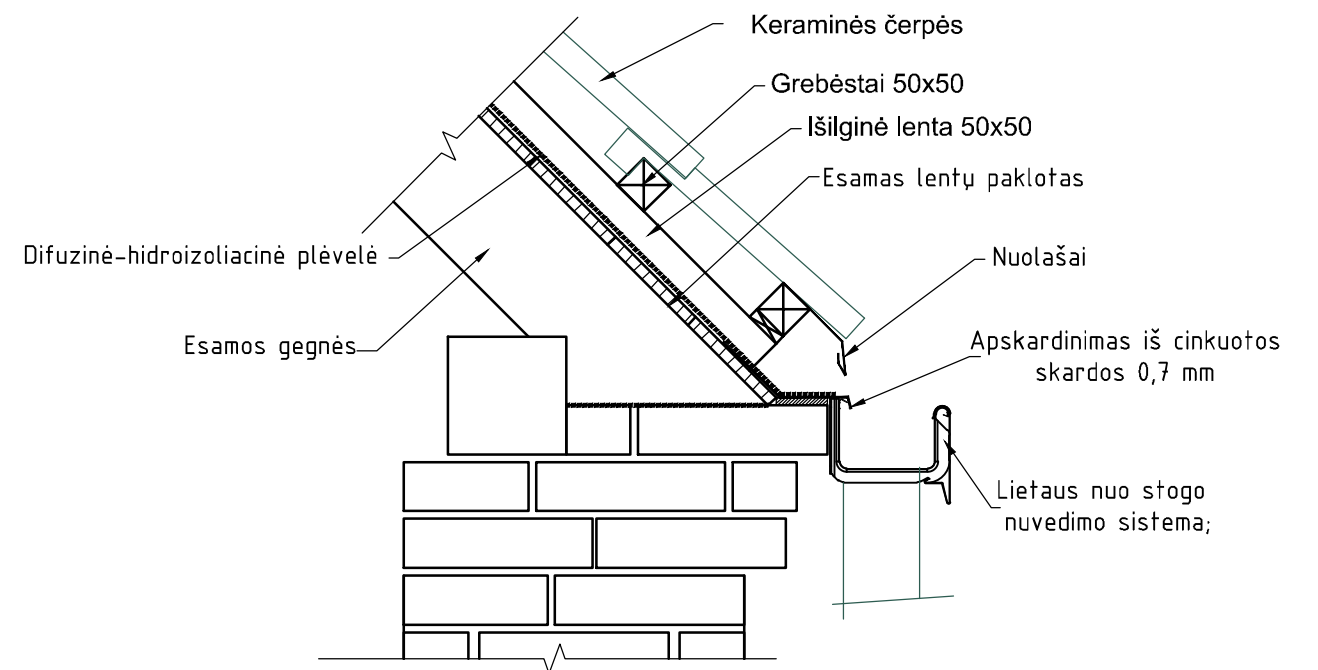 Keraminės čerpės
Grebėstai 50x50
Išilginė lenta 50x50
Esamas lentų paklotas
Difuzinė-hidroizoliacinė plėvelė
Nuolašai
Esamos gegnės
Apskardinimas iš cinkuotos
skardos 0,7 mm
Lietaus nuo stogo
nuvedimo sistema;